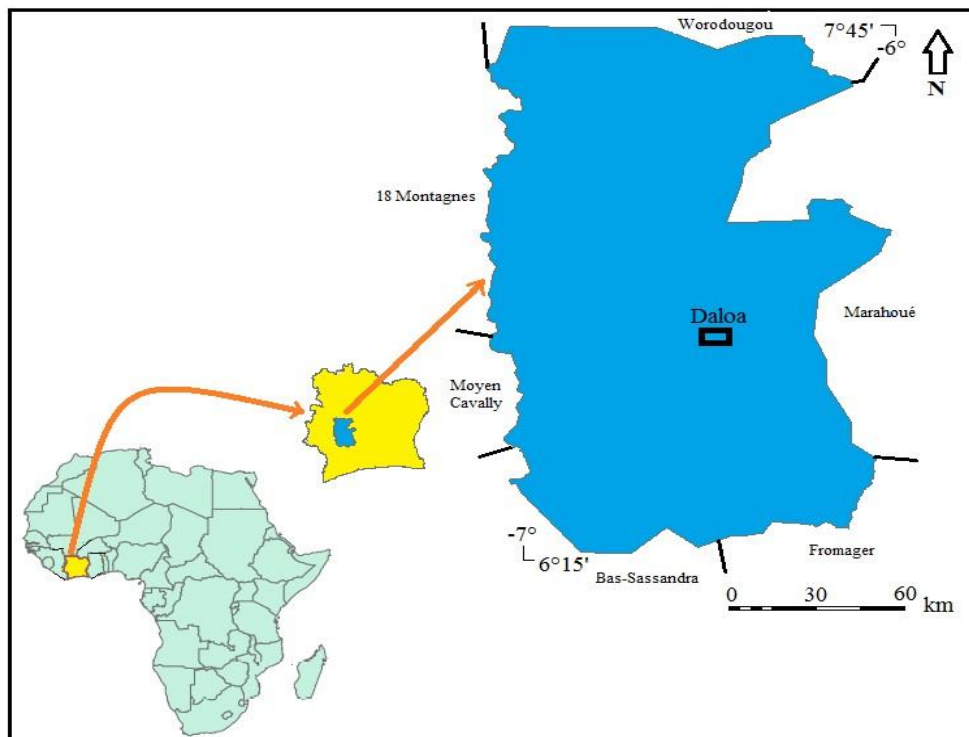 Worodougou
7°45'
-6°
N
18 Montagnes
Daloa
Marahoué
Moyen
Cavally
-7°
6°15'
Bas-Sassandra
Fromager
0 30 60
km